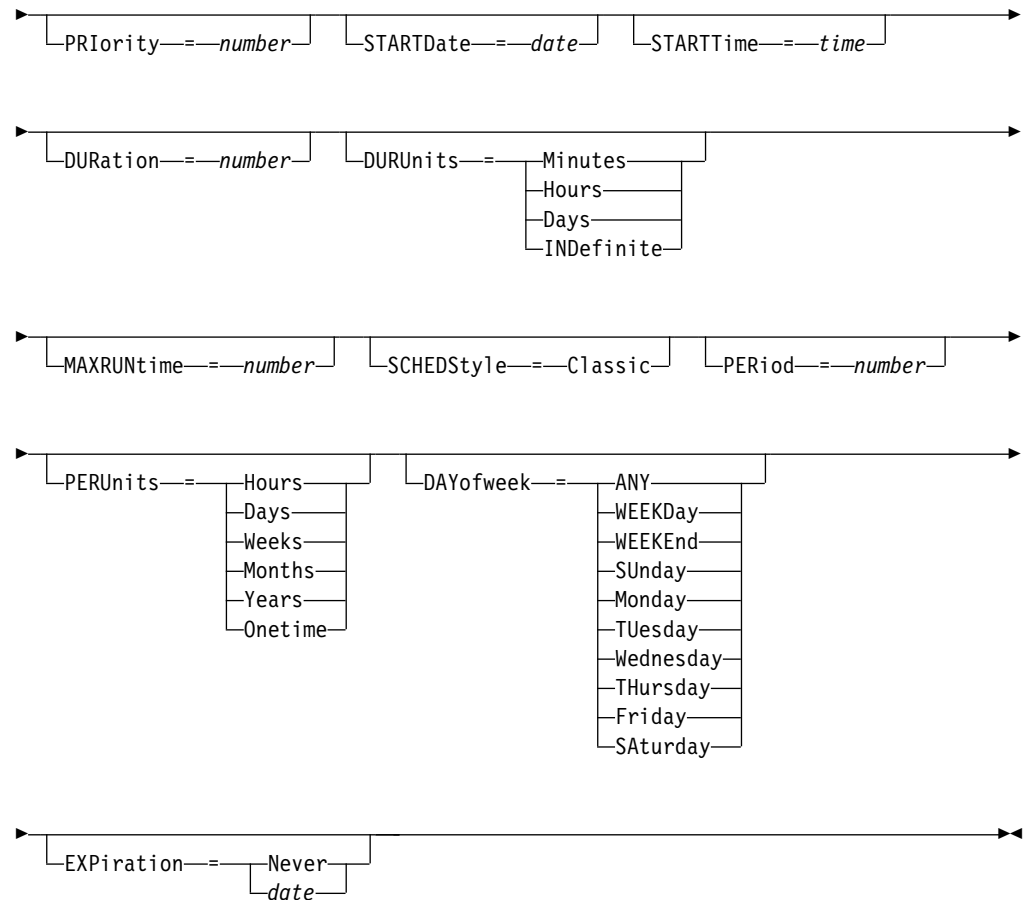 PRIority = number STARTDate = date STARTTime = time
DURation = number DURUnits = Minutes
Hours
Days
INDefinite
MAXRUNtime = number SCHEDStyle = Classic PERiod = number
PERUnits = Hours DAYofweek = ANY
Days WEEKDay
Weeks WEEKEnd
Months SUnday
Years Monday
Onetime TUesday
Wednesday
THursday
Friday
SAturday
EXPiration = Never
date